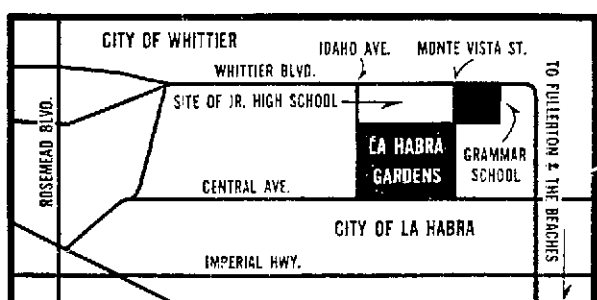 CITY OF WHITTIER
IDAHO AVE.
MONTE VISTA ST.
WHITTIER BLVD.
SITE OF JR. HIGH SCHOOL
LA HABRA
GARDENS
GRAMMAR
SCHOOL
ROSEMEAD BLVD.
CENTRAL AVE.
CITY OF LA HABRA
IMPERIAL HWY.
TO FULLERTON & THE BEACHES